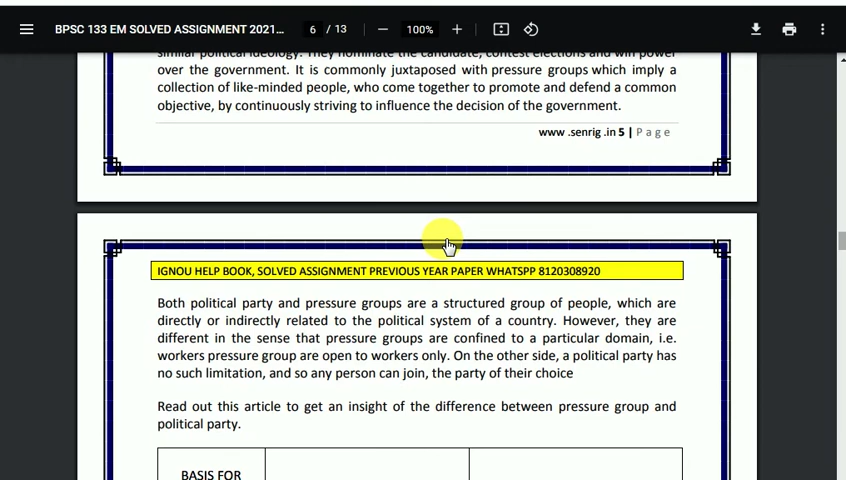 BPSC 133 EM SOLVED ASSIGNMENT 2021... 6 / 13 100%
similar political ideology. They nominate the candidate, contest elections and win power
over the government. It is commonly juxtaposed with pressure groups which imply a
collection of like-minded people, who come together to promote and defend a common
objective, by continuously striving to influence the decision of the government.
www .senrig .in 5 | P a g e
IGNOU HELP BOOK, SOLVED ASSIGNMENT PREVIOUS YEAR PAPER WHATSPP 8120308920
Both political party and pressure groups are a structured group of people, which are
directly or indirectly related to the political system of a country. However, they are
different in the sense that pressure groups are confined to a particular domain, i.e.
workers pressure group are open to workers only. On the other side, a political party has
no such limitation, and so any person can join, the party of their choice
Read out this article to get an insight of the difference between pressure group and
political party.
BASIS FOR